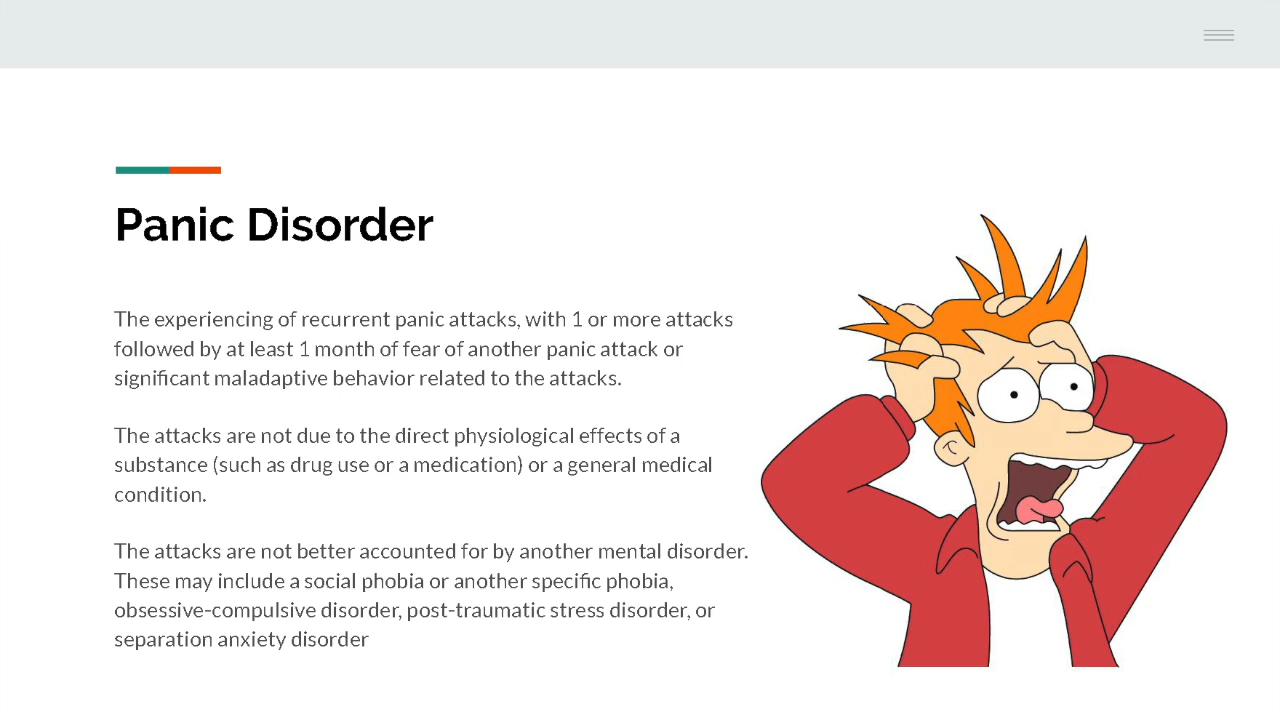 Panic Disorder
The experiencing of recurrent panic attacks, with 1 or more attacks
followed by at least 1 month of fear of another panic attack or
significant maladaptive behavior related to the attacks.
The attacks are not due to the direct physiological effects of a
substance (such as drug use or a medication) or a general medical
condition.
The attacks are not better accounted for by another mental disorder.
These may include a social phobia or another specific phobia,
obsessive-compulsive disorder, post-traumatic stress disorder, or
separation anxiety disorder